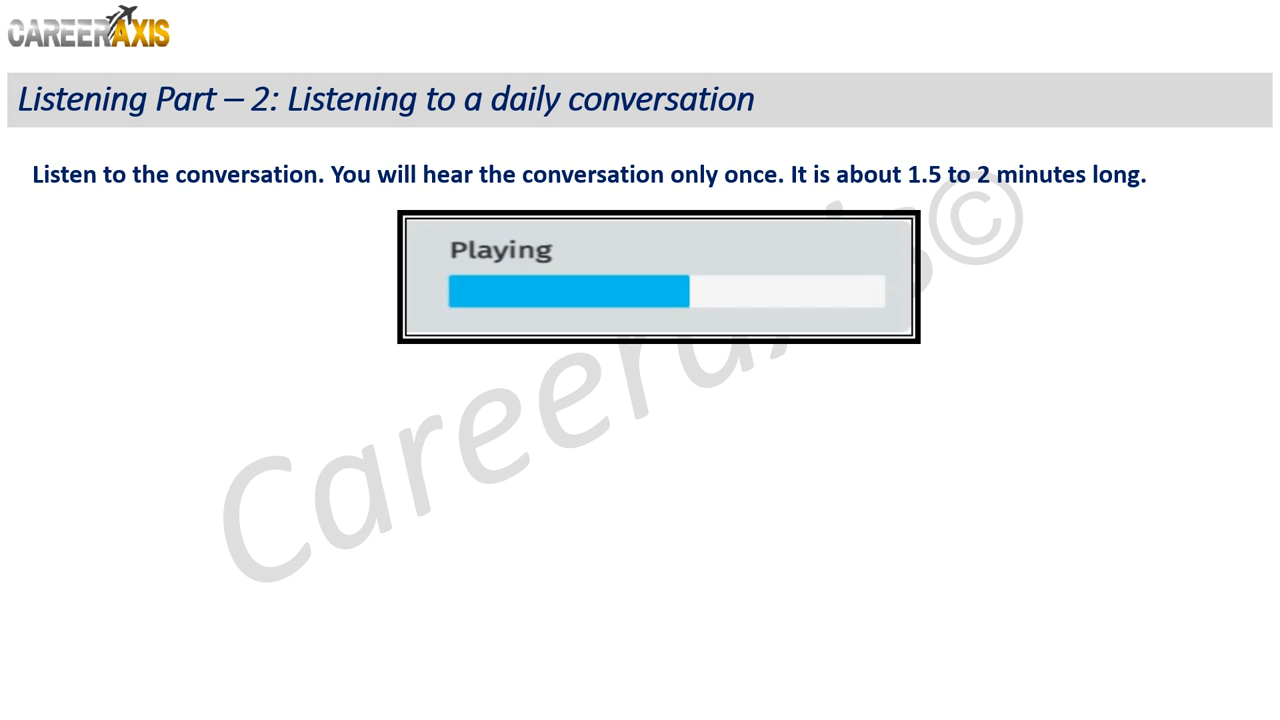 CAREERAXIS
Listening Part – 2: Listening to a daily conversation
Listen to the conversation. You will hear the conversation only once. It is about 1.5 to 2 minutes long.
Playing
Careeraxis©